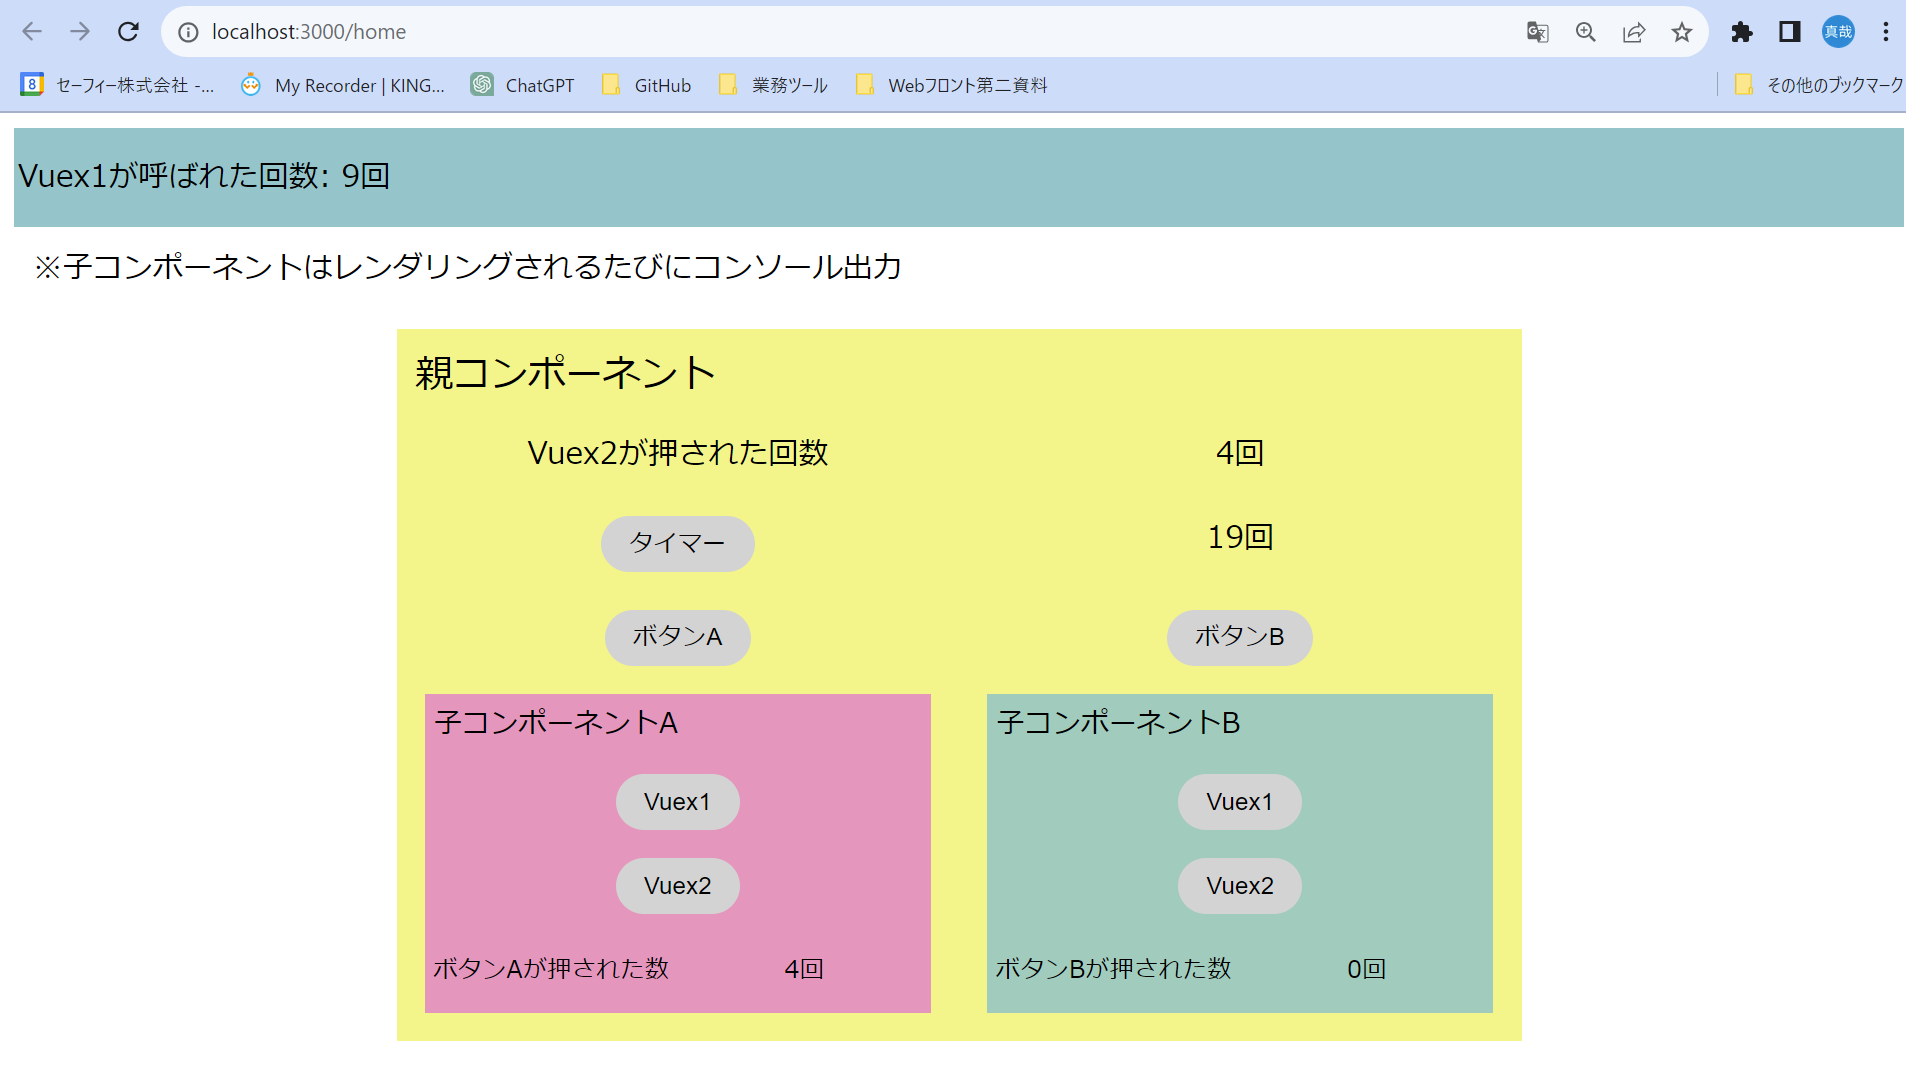 localhost:3000/home
真哉
8 セーフィー株式会社 -... My Recorder | KING... ChatGPT GitHub 業務ツール Webフロント第二資料 その他のブックマーク
Vuex1が呼ばれた回数: 9回
※子コンポーネントはレンダリングされるたびにコンソール出力
親コンポーネント
Vuex2が押された回数 4回
タイマー 19回
ボタンA ボタンB
子コンポーネントA 子コンポーネントB
Vuex1 Vuex1
Vuex2 Vuex2
ボタンAが押された数 4回 ボタンBが押された数 0回